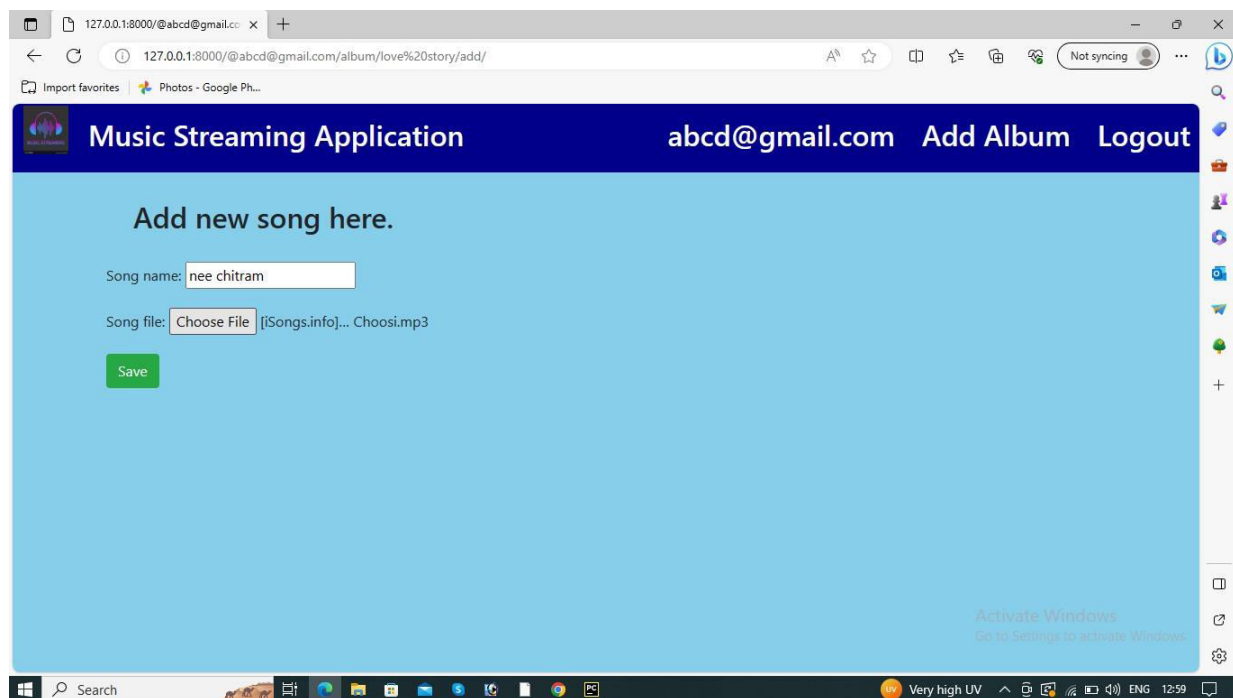 127.0.0.1:8000/@abcd@gmail.cc
127.0.0.1:8000/@abcd@gmail.com/album/love%20story/add/
Not syncing
Import favorites
Photos - Google Ph...
Music Streaming Application
abcd@gmail.com Add Album Logout
Add new song here.
Song name: nee chitram
Song file: Choose File [iSongs.info]... Choosi.mp3
Save
Activate Windows
Go to Settings to activate Windows.
Search
Very high UV
ENG 12:59